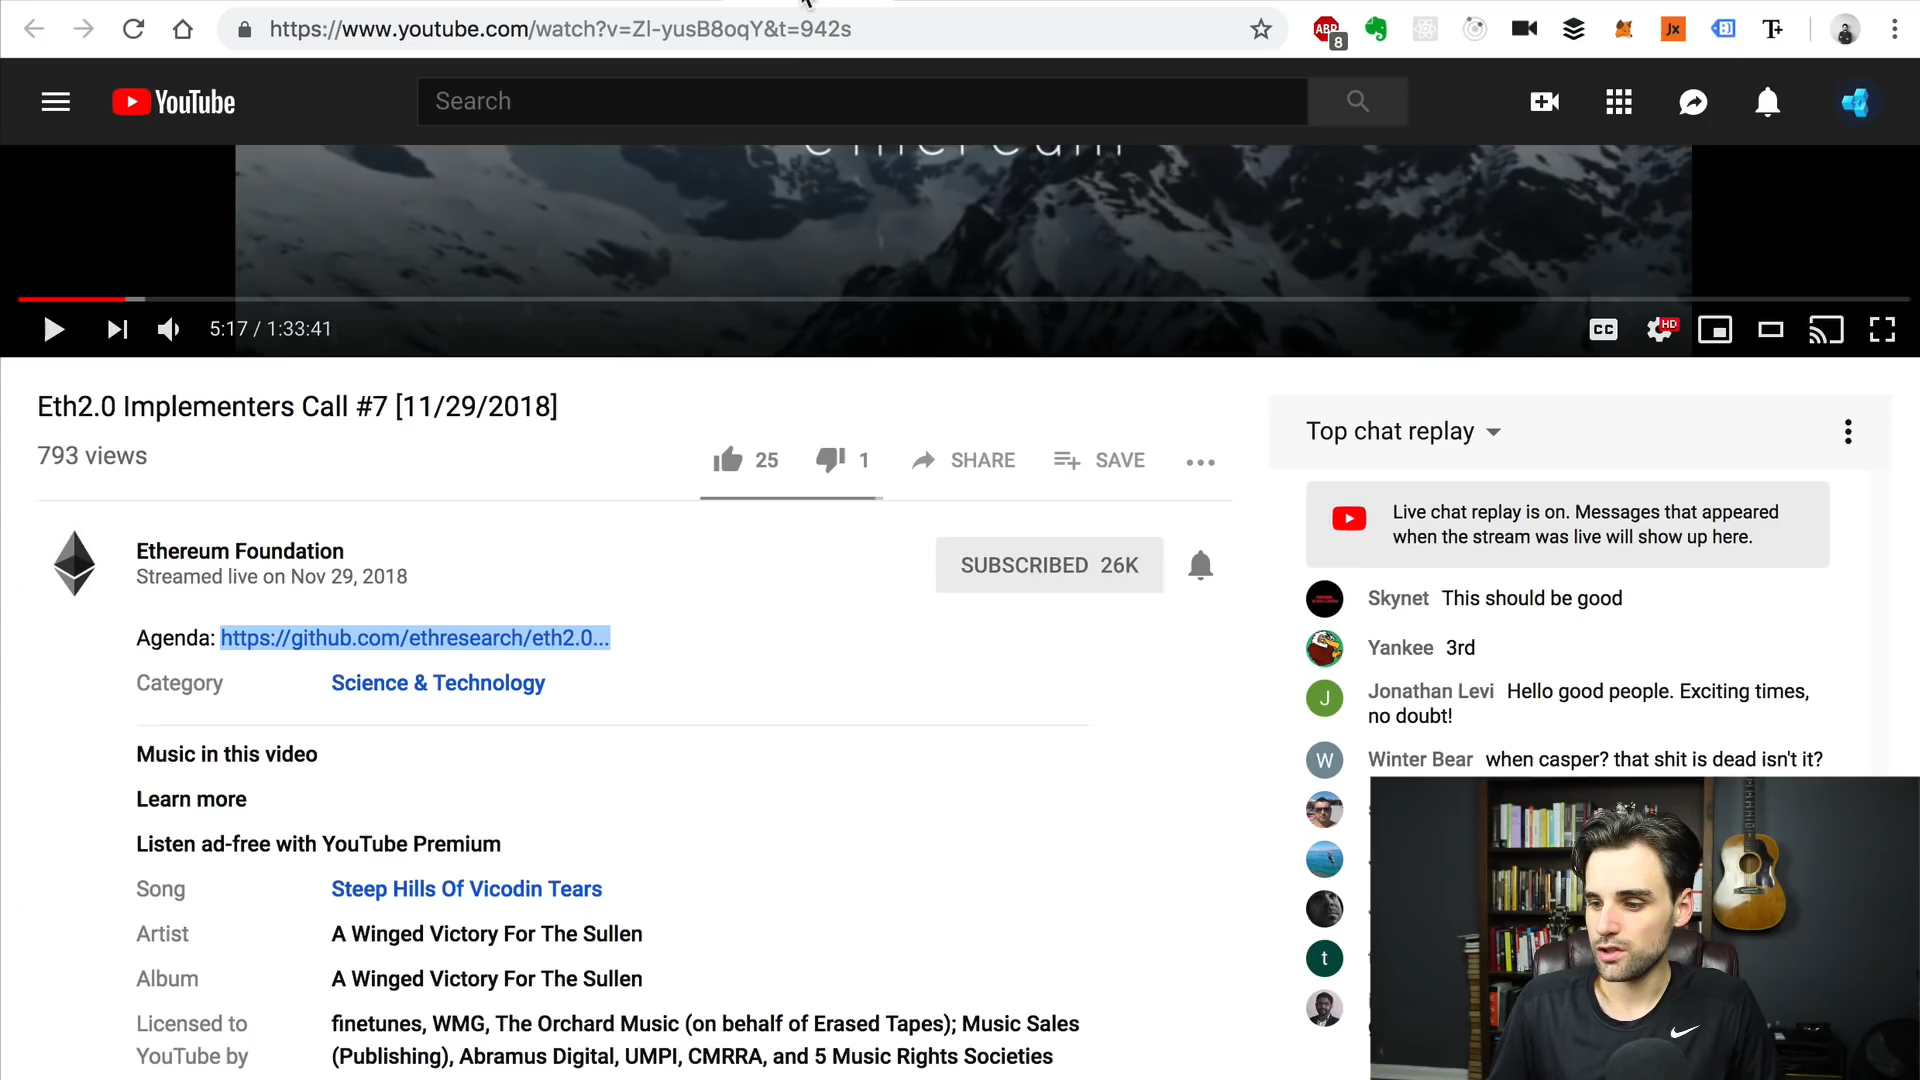 https://www.youtube.com/watch?v=Zl-yusB8oqY&t=942s
ABP
8
Jx
YouTube
Search
ethereum
5:17 / 1:33:41
CC
HD
Eth2.0 Implementers Call #7 [11/29/2018]
793 views
25
1
SHARE
SAVE
Top chat replay
Live chat replay is on. Messages that appeared
when the stream was live will show up here.
Ethereum Foundation
Streamed live on Nov 29, 2018
SUBSCRIBED 26K
Skynet This should be good
Agenda: https://github.com/ethresearch/eth2.0...
Yankee 3rd
Category
Science & Technology
J
Jonathan Levi Hello good people. Exciting times,
no doubt!
Music in this video
W
Winter Bear when casper? that shit is dead isn't it?
Learn more
Listen ad-free with YouTube Premium
Song
Steep Hills Of Vicodin Tears
Artist
A Winged Victory For The Sullen
t
Album
A Winged Victory For The Sullen
Licensed to
YouTube by
finetunes, WMG, The Orchard Music (on behalf of Erased Tapes); Music Sales
(Publishing), Abramus Digital, UMPI, CMRRA, and 5 Music Rights Societies